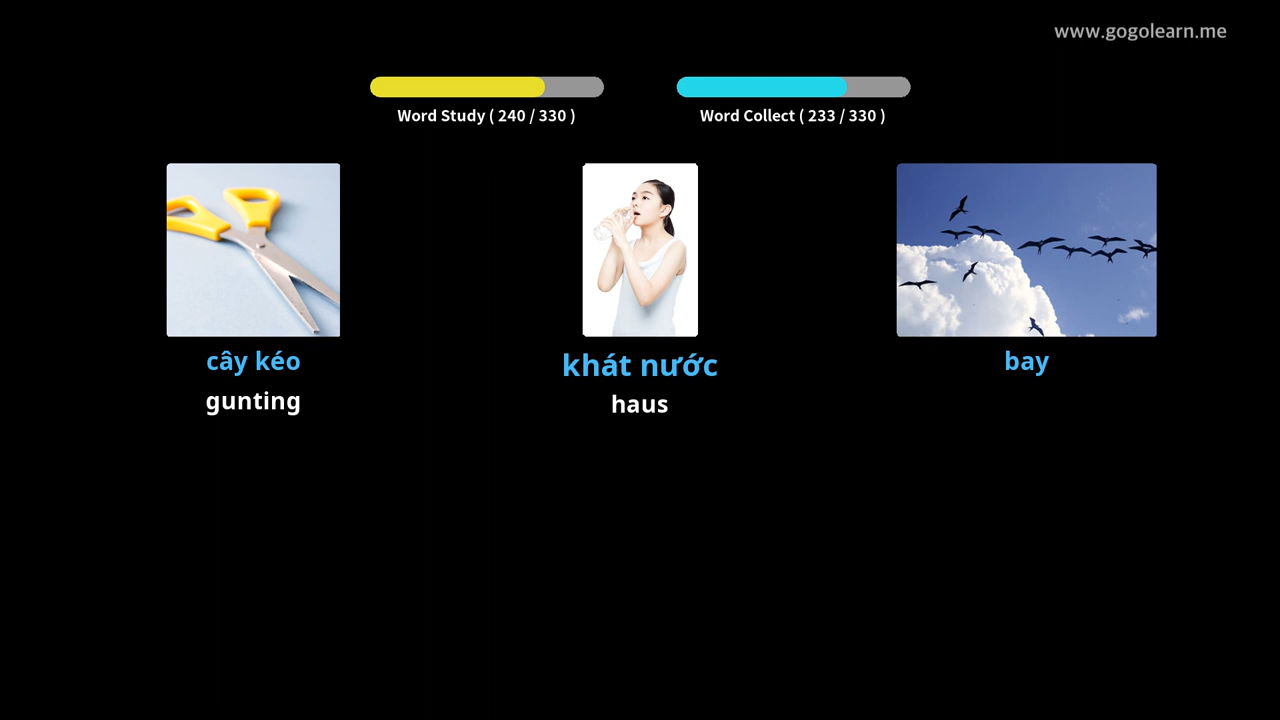 www.gogolearn.me
Word Study ( 240 / 330 )
Word Collect ( 233 / 330 )
cây kéo
gunting
khát nước
haus
bay